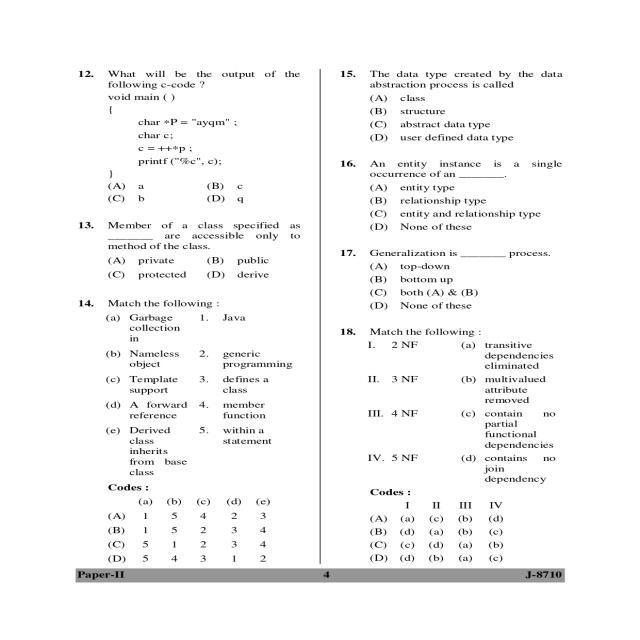 12. What will be the output of the
following c-code ?
void main ( )
{
char *P = "ayqm" ;
char c;
c = ++*p ;
printf ("%c", c);
}
(A) a (B) c
(C) b (D) q
13. Member of a class specified as
________ are accessible only to
method of the class.
(A) private (B) public
(C) protected (D) derive
14. Match the following :
(a) Garbage 1. Java
collection
in
(b) Nameless 2. generic
object programming
(c) Template 3. defines a
support class
(d) A forward 4. member
reference function
(e) Derived 5. within a
class statement
inherits
from base
class
Codes :
(a) (b) (c) (d) (e)
(A) 1 5 4 2 3
(B) 1 5 2 3 4
(C) 5 1 2 3 4
(D) 5 4 3 1 2
15. The data type created by the data
abstraction process is called
(A) class
(B) structure
(C) abstract data type
(D) user defined data type
16. An entity instance is a single
occurrence of an ________.
(A) entity type
(B) relationship type
(C) entity and relationship type
(D) None of these
17. Generalization is ________ process.
(A) top-down
(B) bottom up
(C) both (A) & (B)
(D) None of these
18. Match the following :
I. 2 NF (a) transitive
dependencies
eliminated
II. 3 NF (b) multivalued
attribute
removed
III. 4 NF (c) contain no
partial
functional
dependencies
IV. 5 NF (d) contains no
join
dependency
Codes :
I II III IV
(A) (a) (c) (b) (d)
(B) (d) (a) (b) (c)
(C) (c) (d) (a) (b)
(D) (d) (b) (a) (c)
Paper-II 4 J-8710